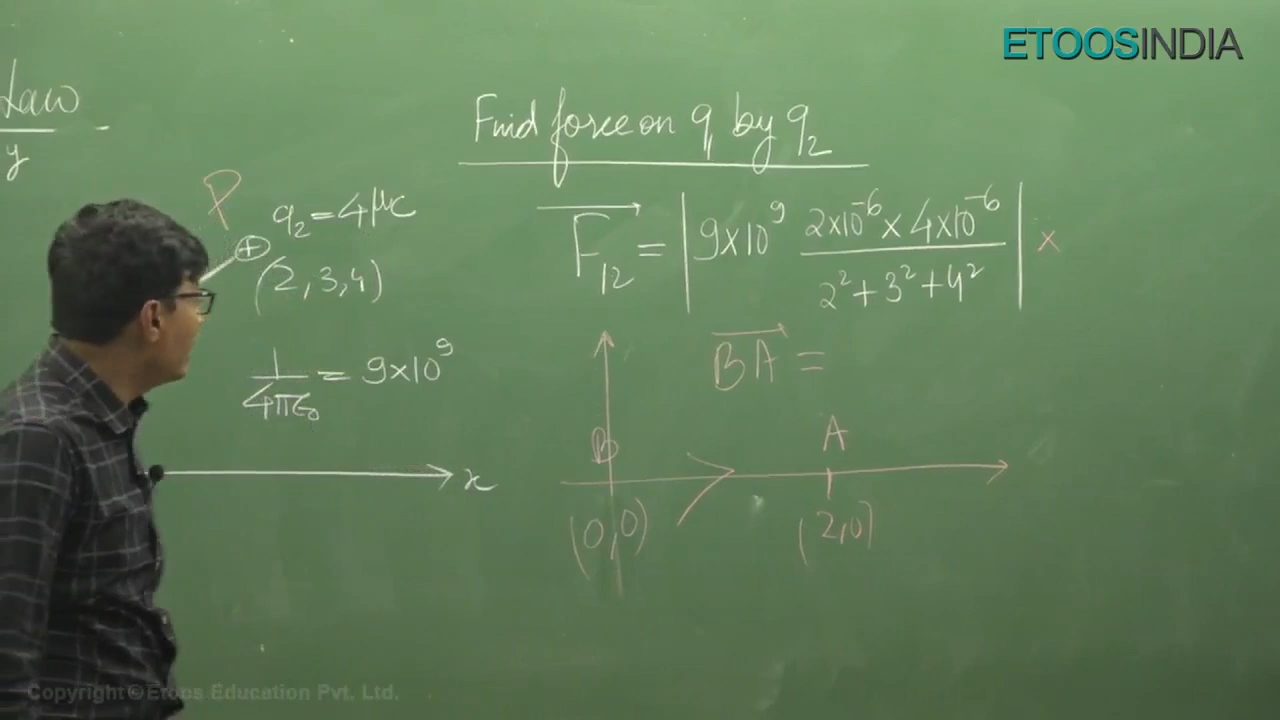 ETOOSINDIA
Law
y
Find force on q1 by q2
P
q2 = 4 μc
(2, 3, 4)
F12 = | 9×10^9 2×10^-6 × 4×10^-6 / 2^2 + 3^2 + 4^2 | ×
1/4πε0 = 9×10^9
BA =
B
A
x
(0,0)
(2,0)
Copyright © Etoos Education Pvt. Ltd.